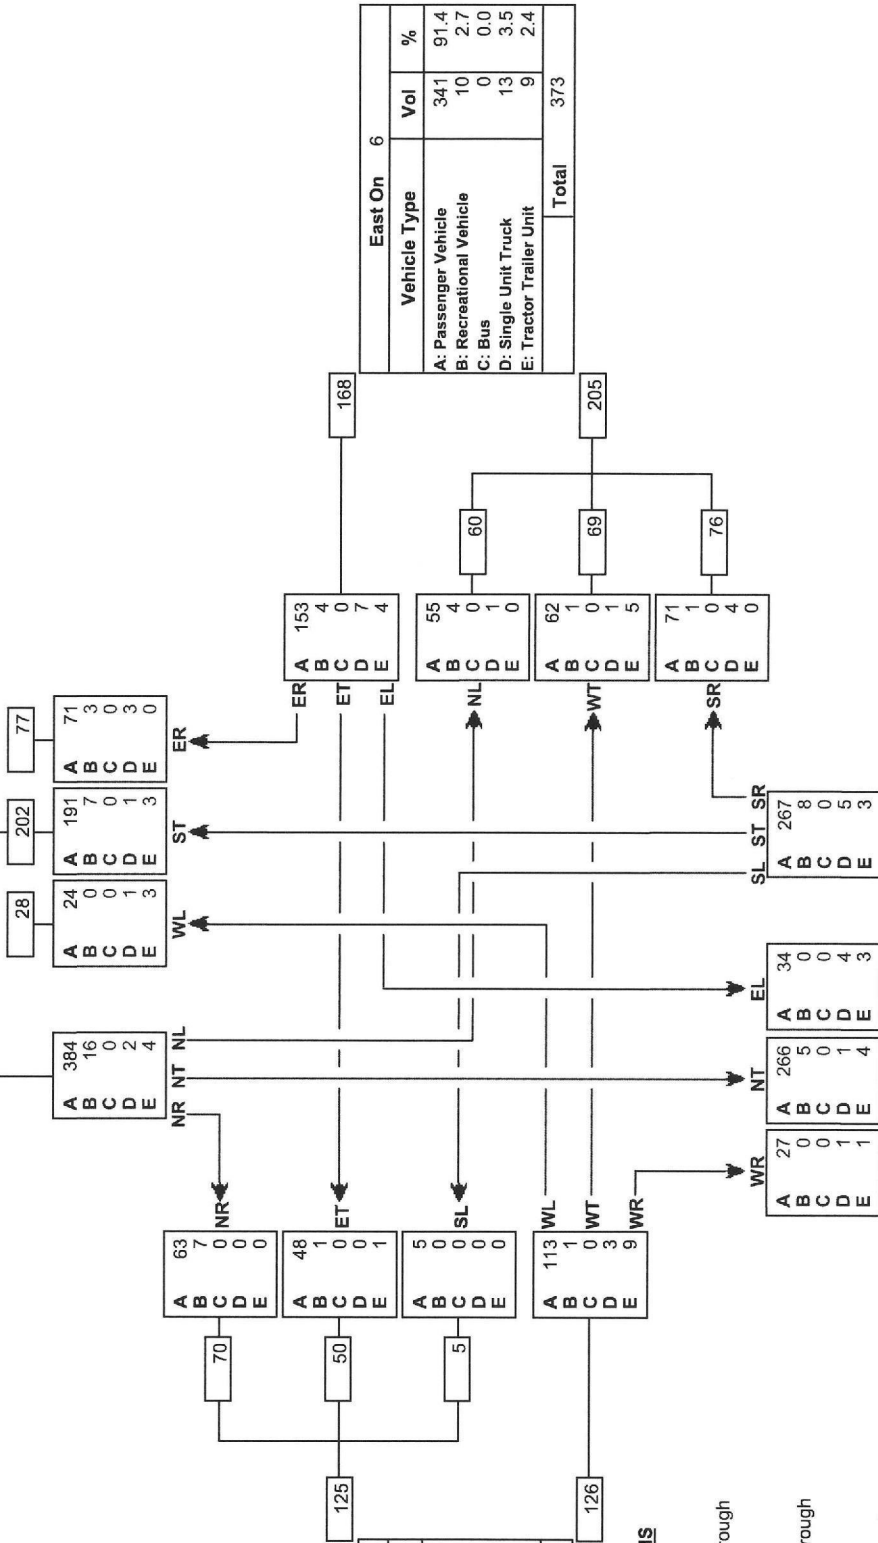 East On 6
Vehicle Type Vol %
A: Passenger Vehicle 341 91.4
B: Recreational Vehicle 10 2.7
C: Bus 0 0.0
D: Single Unit Truck 13 3.5
E: Tractor Trailer Unit 9 2.4
Total 373
28
202
77
A 24
B 0
C 0
D 1
E 3
WL
A 191
B 7
C 0
D 1
E 3
ST
A 71
B 3
C 0
D 3
E 0
ER
A 384
B 16
C 0
D 2
E 4
NR NT NL
168
ER A 153
B 4
ET C 0
D 7
EL E 4
A 63
B 7
C 0
D 0
E 0
NR
70
A 48
B 1
C 0
D 0
E 1
ET
50
A 5
B 0
C 0
D 0
E 0
SL
5
125
A 113
B 1
C 0
D 3
E 9
WL
WT
WR
126
A 55
B 4
C 0
D 1
E 0
NL
60
A 62
B 1
C 0
D 1
E 5
WT
69
A 71
B 1
C 0
D 4
E 0
SR
76
205
WR
A 27
B 0
C 0
D 1
E 1
NT
A 266
B 5
C 0
D 1
E 4
EL
A 34
B 0
C 0
D 4
E 3
SL ST SR
A 267
B 8
C 0
D 5
E 3